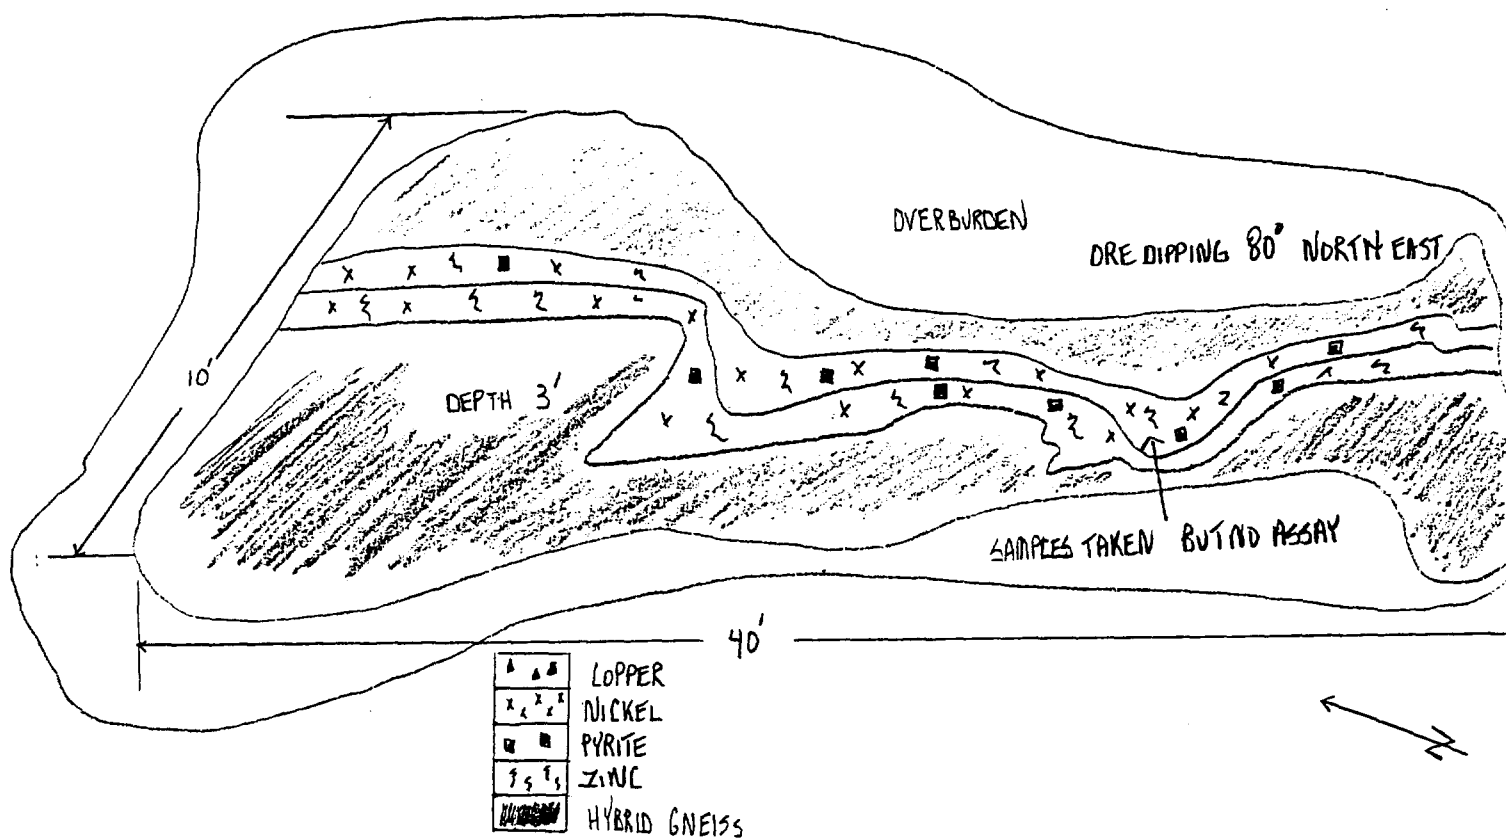 OVERBURDEN
ORE DIPPING 80° NORTH EAST
10'
DEPTH 3'
SAMPLES TAKEN BUT NO ASSAY
40'
COPPER
NICKEL
PYRITE
ZINC
HYBRID GNEISS
N